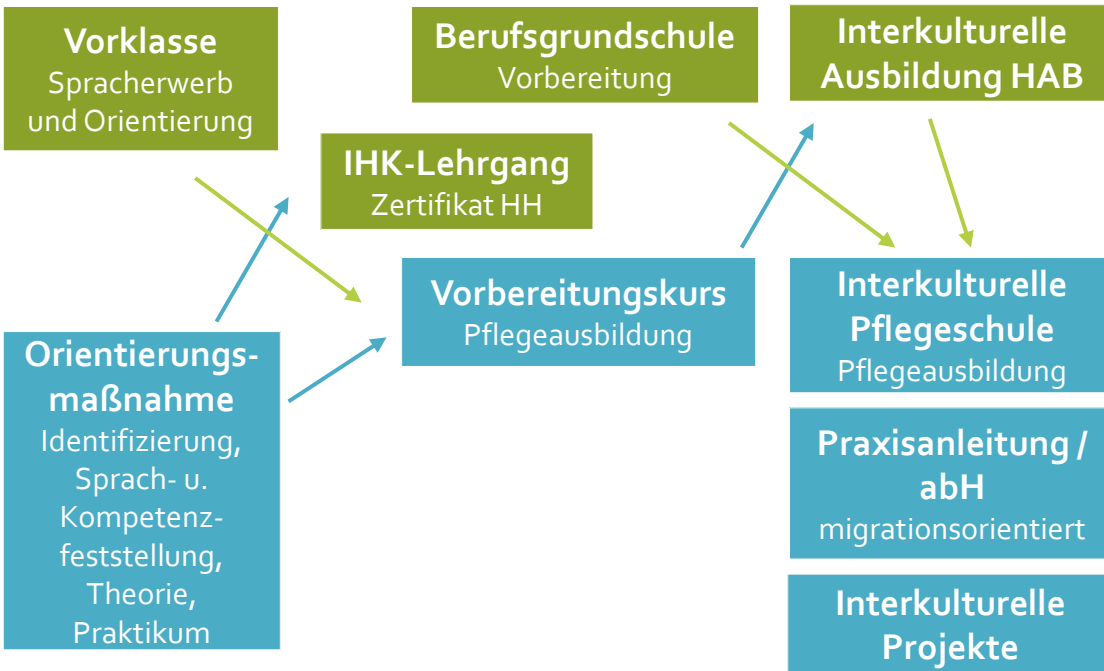 Vorklasse
Spracherwerb
und Orientierung
Berufsgrundschule
Vorbereitung
Interkulturelle
Ausbildung HAB
IHK-Lehrgang
Zertifikat HH
Vorbereitungskurs
Pflegeausbildung
Interkulturelle
Pflegeschule
Pflegeausbildung
Orientierungs-
maßnahme
Identifizierung,
Sprach- u.
Kompetenz-
feststellung,
Theorie,
Praktikum
Praxisanleitung /
abH
migrationsorientiert
Interkulturelle
Projekte